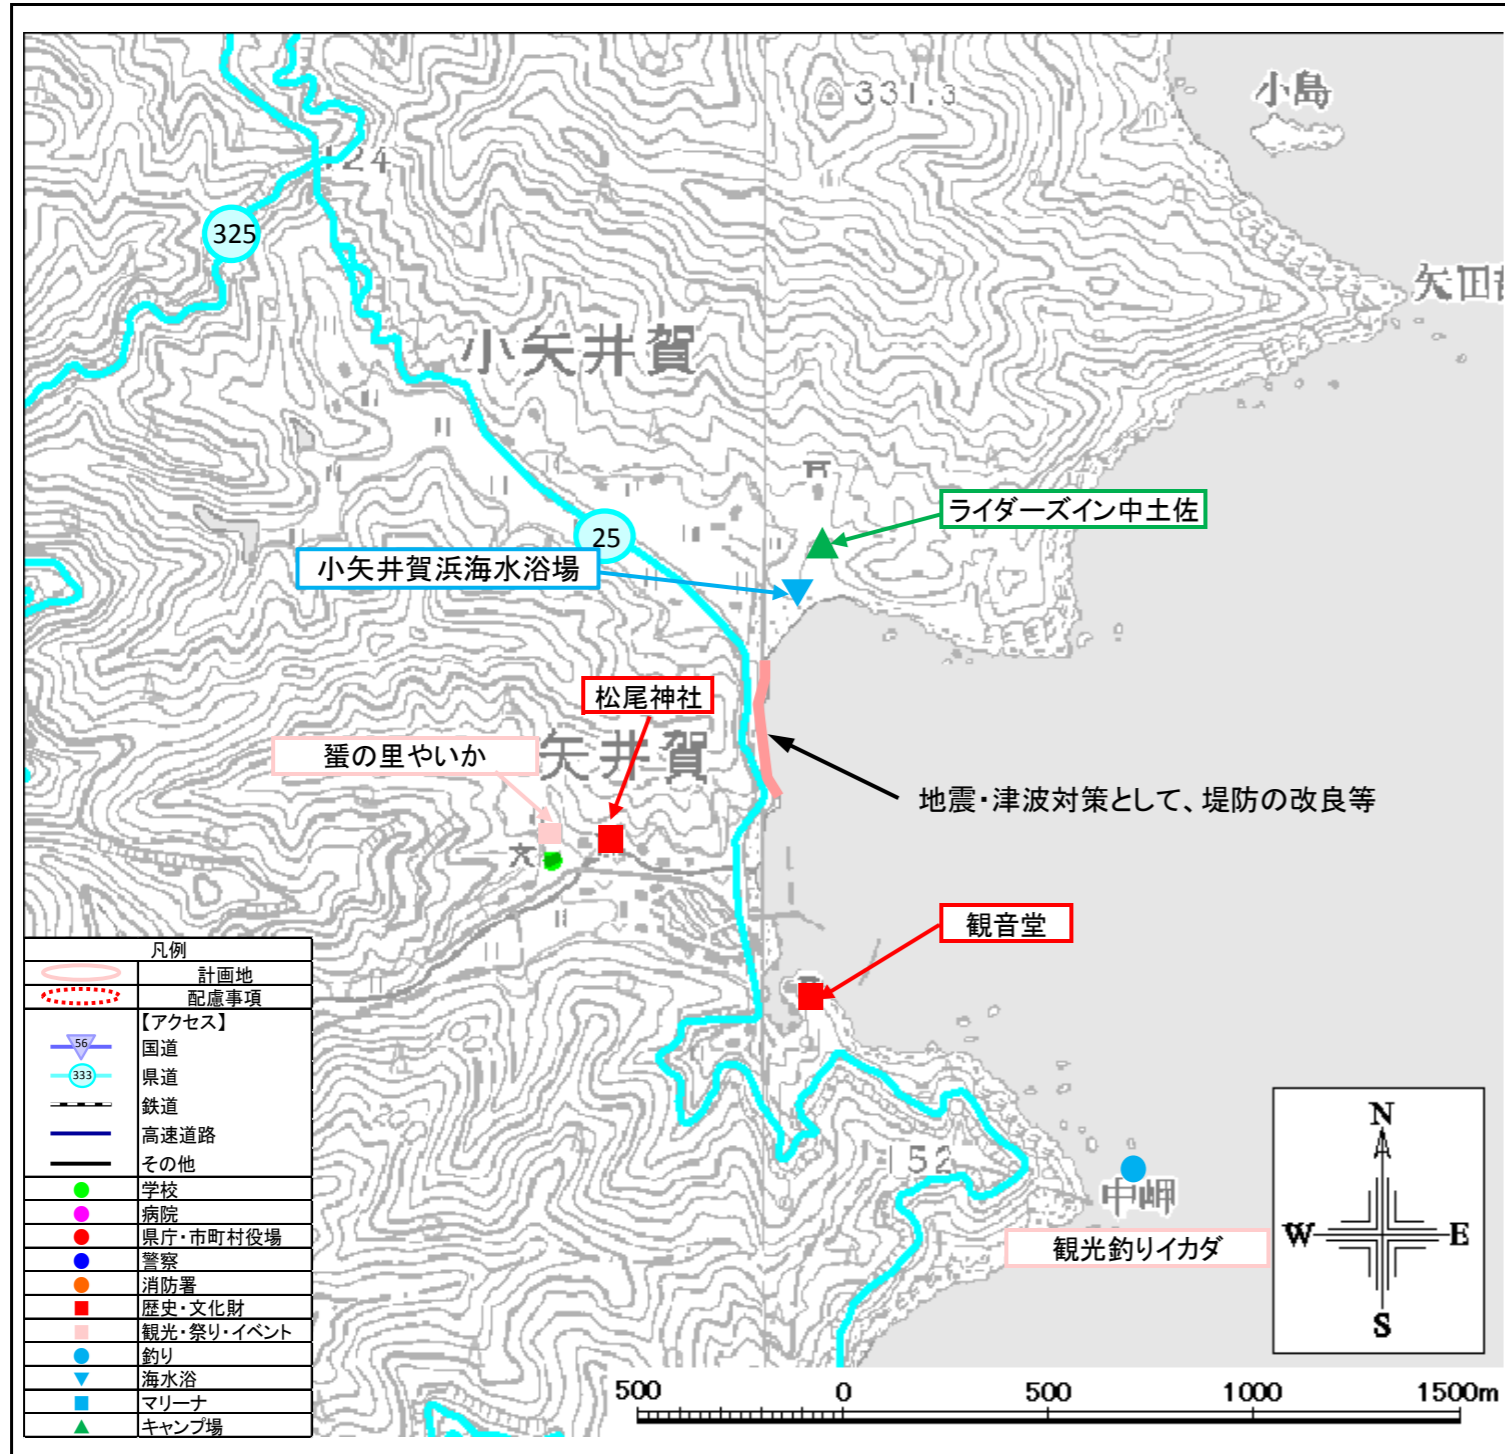 小島
331.3
124
325
小矢井賀
ライダーズイン中土佐
25
小矢井賀浜海水浴場
松尾神社
蜑の里やいか
矢井賀
地震・津波対策として、堤防の改良等
文
観音堂
152
中岬
観光釣りイカダ
N
W
E
S
500 0 500 1000 1500m
凡例
計画地
配慮事項
【アクセス】
56 国道
333 県道
鉄道
高速道路
その他
学校
病院
県庁・市町村役場
警察
消防署
歴史・文化財
観光・祭り・イベント
釣り
海水浴
マリーナ
キャンプ場